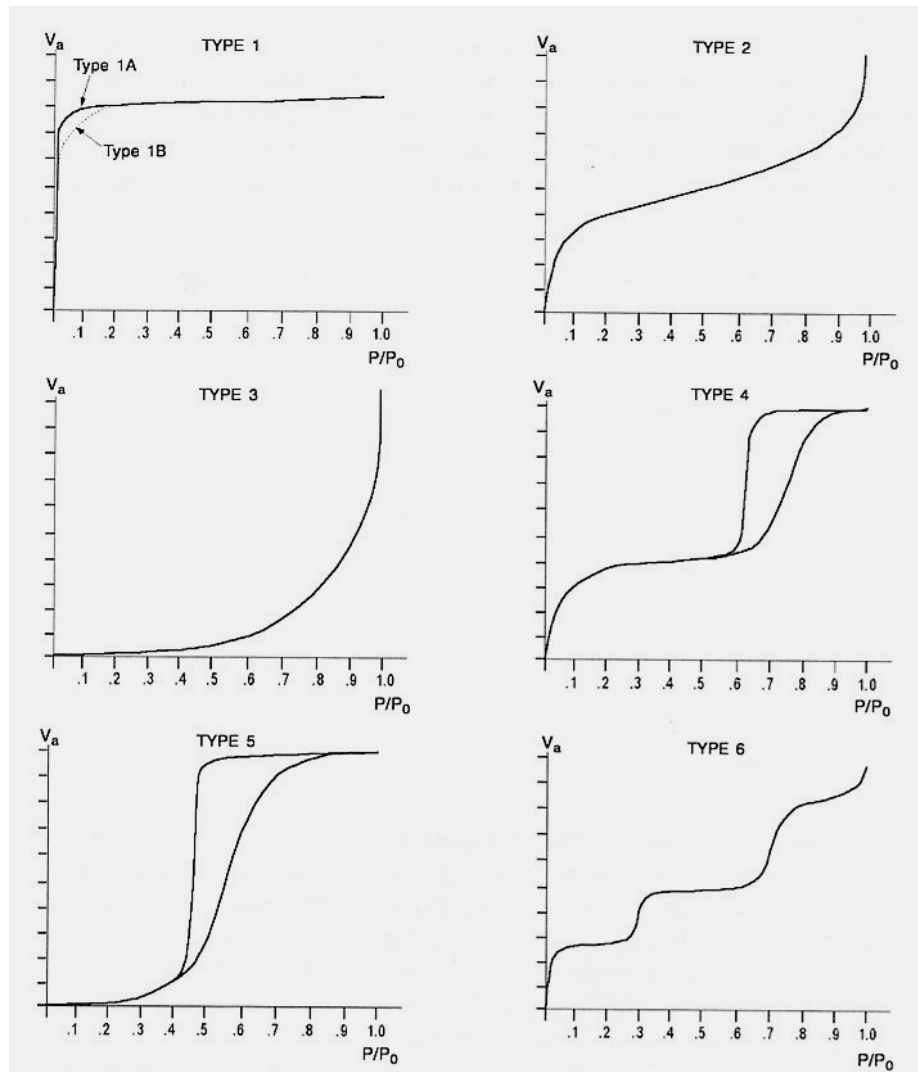 TYPE 1
Va
Type 1A
Type 1B
.1 .2 .3 .4 .5 .6 .7 .8 .9 1.0
P/P0
TYPE 2
Va
.1 .2 .3 .4 .5 .6 .7 .8 .9 1.0
P/P0
TYPE 3
Va
.1 .2 .3 .4 .5 .6 .7 .8 .9 1.0
P/P0
TYPE 4
Va
.1 .2 .3 .4 .5 .6 .7 .8 .9 1.0
P/P0
TYPE 5
Va
.1 .2 .3 .4 .5 .6 .7 .8 .9 1.0
P/P0
TYPE 6
Va
.1 .2 .3 .4 .5 .6 .7 .8 .9 1.0
P/P0